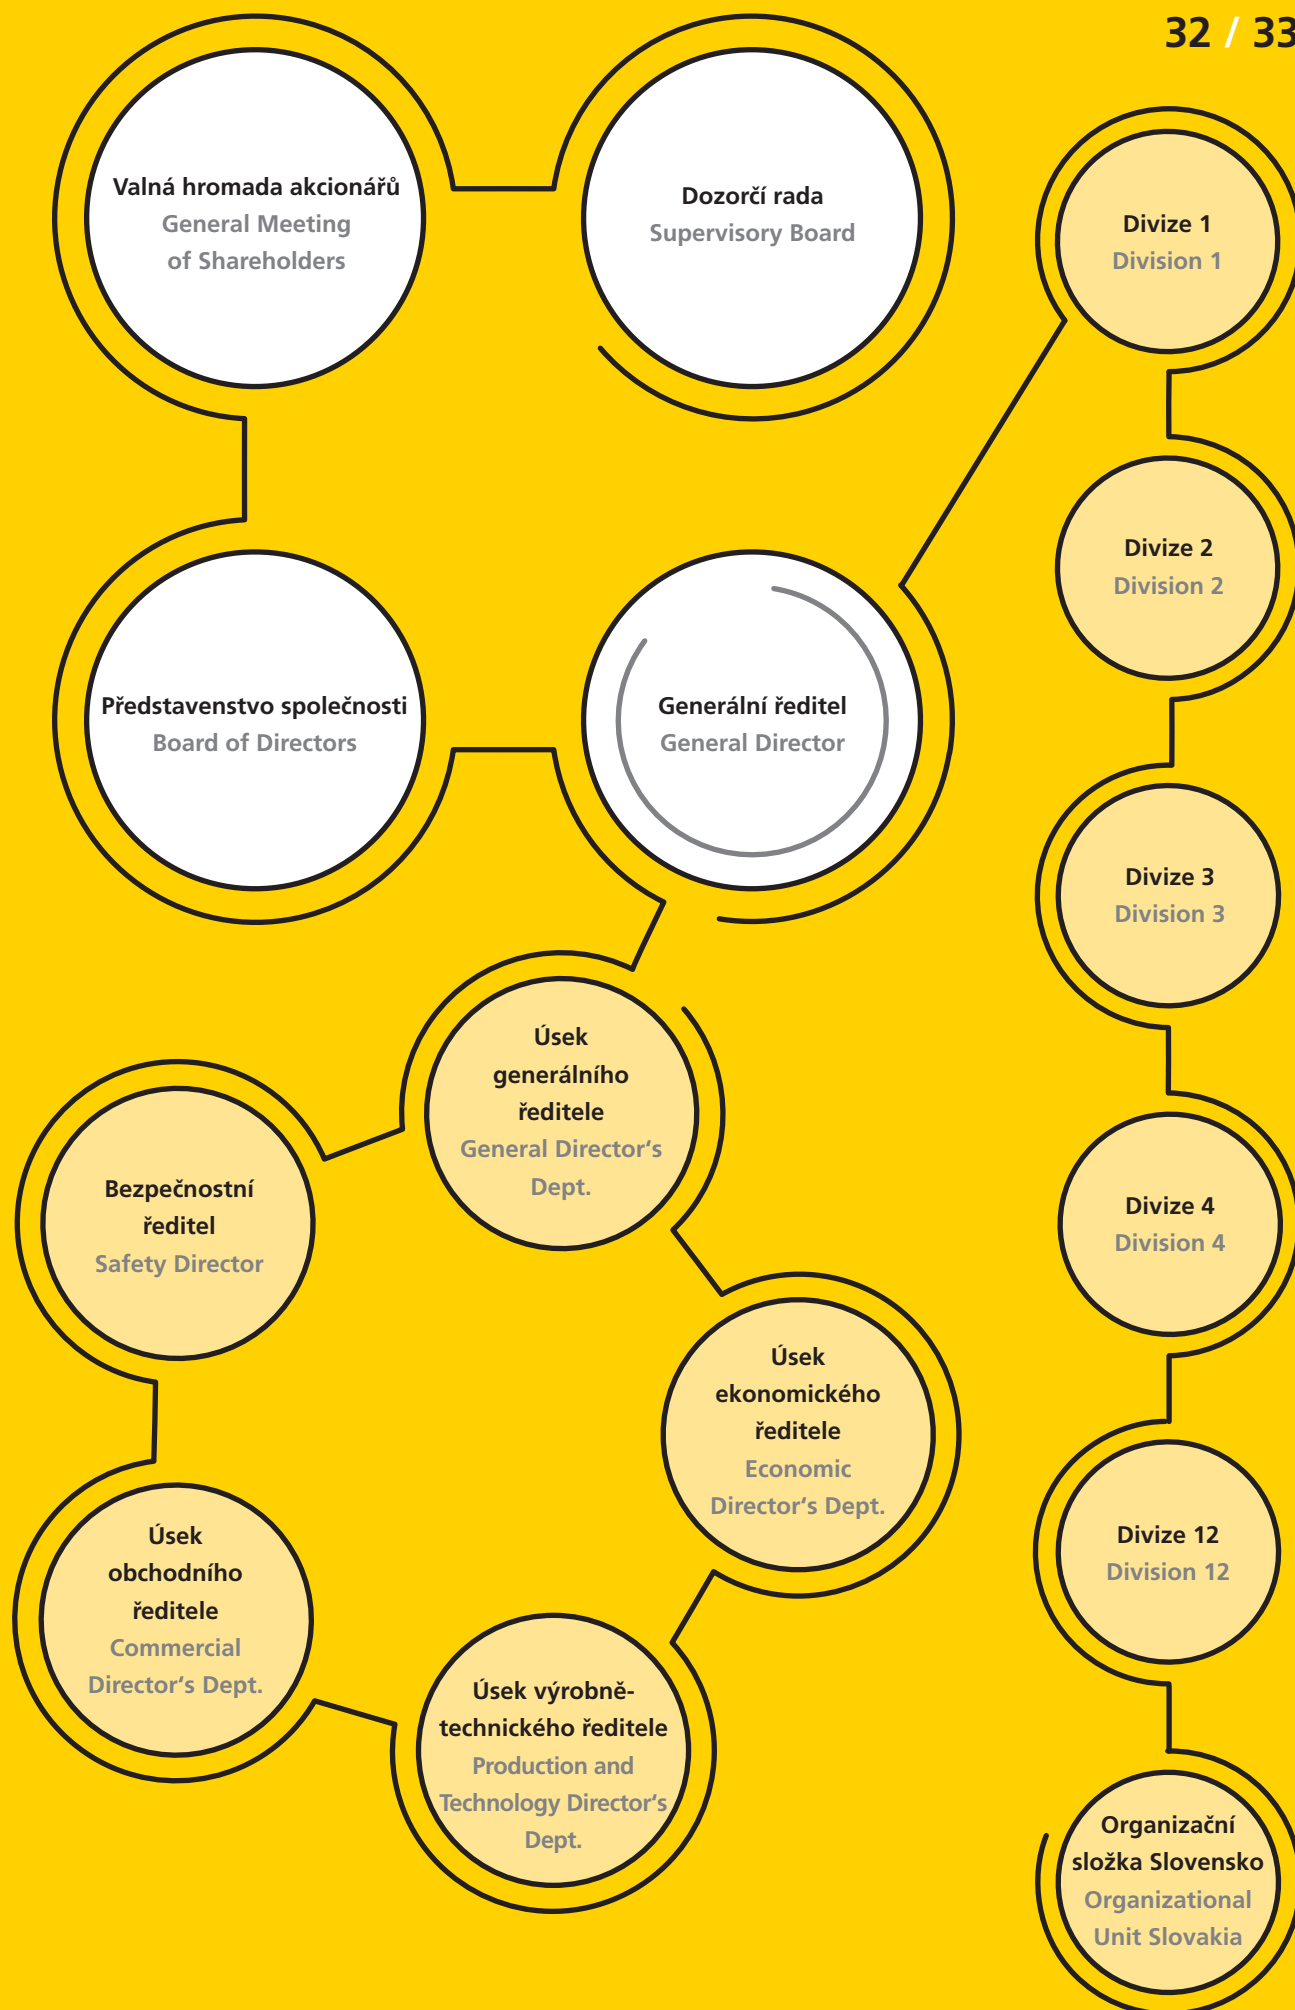 32 / 33
Valná hromada akcionářů
General Meeting
of Shareholders
Dozorčí rada
Supervisory Board
Představenstvo společnosti
Board of Directors
Generální ředitel
General Director
Úsek
generálního
ředitele
General Director‘s
Dept.
Bezpečnostní
ředitel
Safety Director
Úsek
ekonomického
ředitele
Economic
Director‘s Dept.
Úsek
obchodního
ředitele
Commercial
Director‘s Dept.
Úsek výrobně-
technického ředitele
Production and
Technology Director‘s
Dept.
Divize 1
Division 1
Divize 2
Division 2
Divize 3
Division 3
Divize 4
Division 4
Divize 12
Division 12
Organizační
složka Slovensko
Organizational
Unit Slovakia